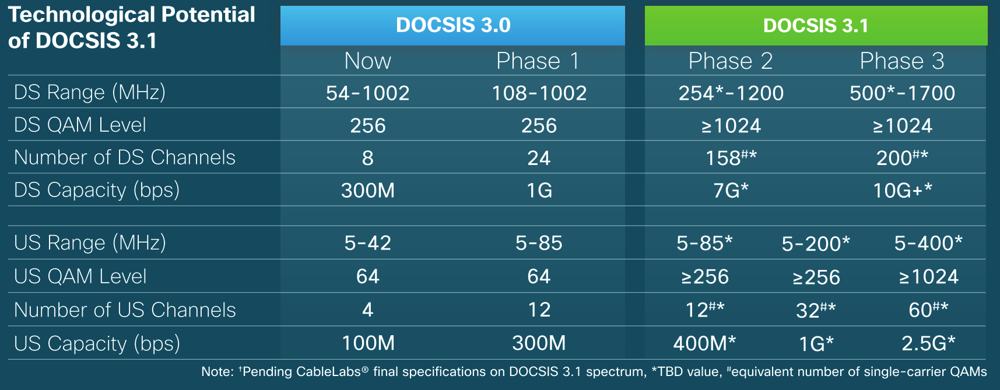 Technological Potential
of DOCSIS 3.1
DOCSIS 3.0 DOCSIS 3.1
Now Phase 1 Phase 2 Phase 3
DS Range (MHz) 54-1002 108-1002 254*-1200 500*-1700
DS QAM Level 256 256 ≥1024 ≥1024
Number of DS Channels 8 24 158#* 200#*
DS Capacity (bps) 300M 1G 7G* 10G+*
US Range (MHz) 5-42 5-85 5-85* 5-200* 5-400*
US QAM Level 64 64 ≥256 ≥256 ≥1024
Number of US Channels 4 12 12#* 32#* 60#*
US Capacity (bps) 100M 300M 400M* 1G* 2.5G*
Note: †Pending CableLabs® final specifications on DOCSIS 3.1 spectrum, *TBD value, #equivalent number of single-carrier QAMs